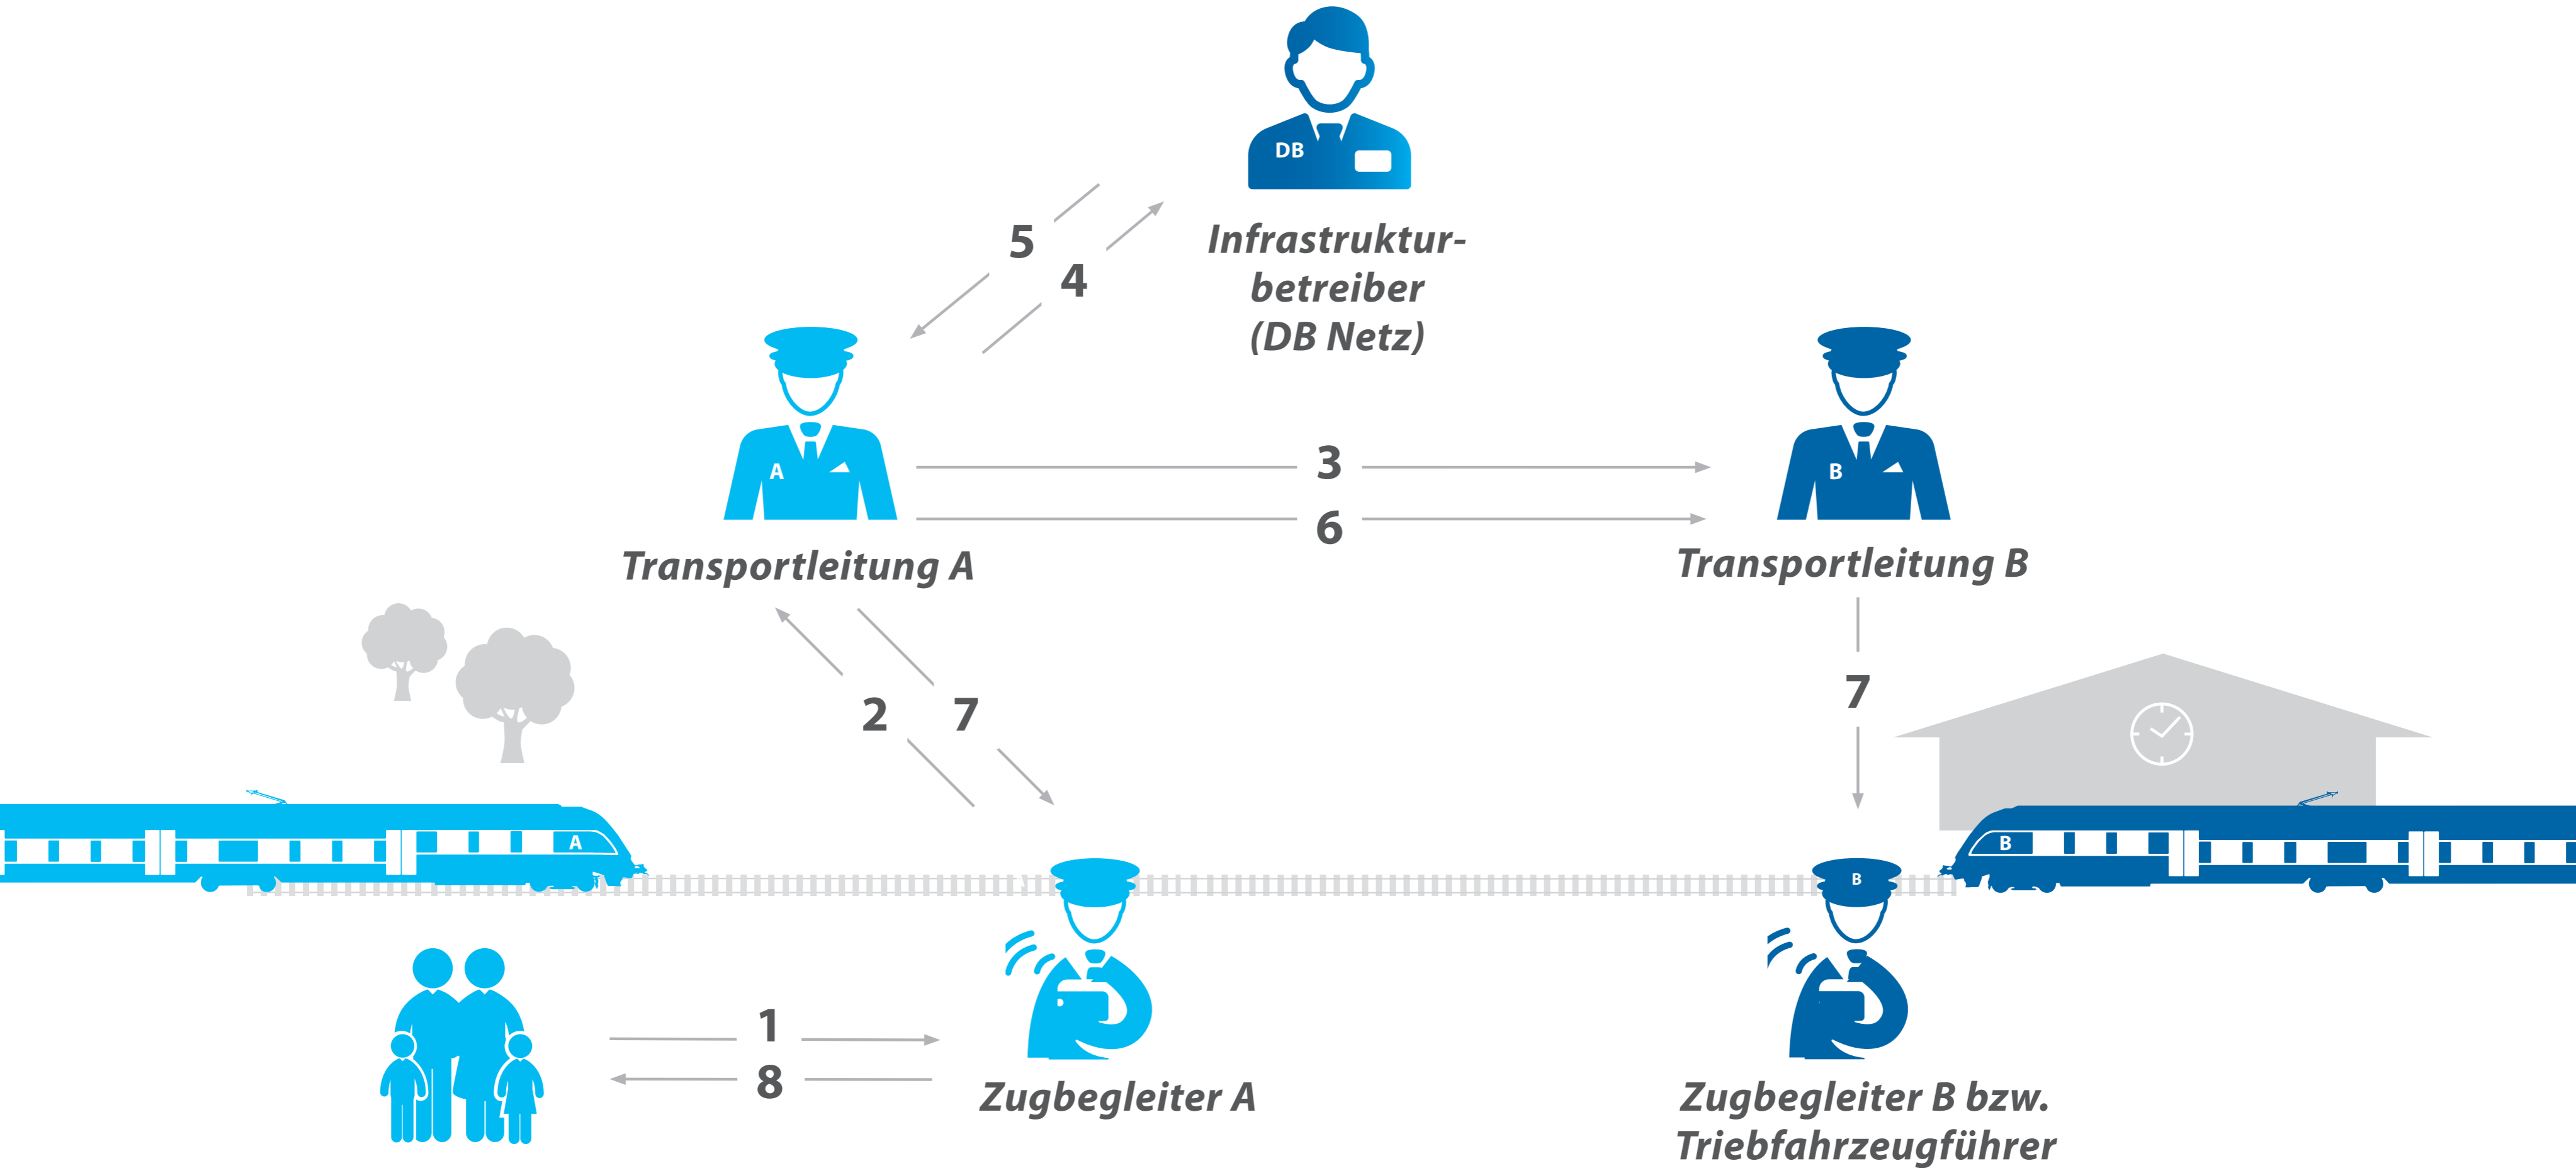 DB
Infrastruktur-
betreiber
(DB Netz)
5
4
A
B
3
6
Transportleitung A
Transportleitung B
2
7
7
A
B
B
1
8
Zugbegleiter A
Zugbegleiter B bzw.
Triebfahrzeugführer